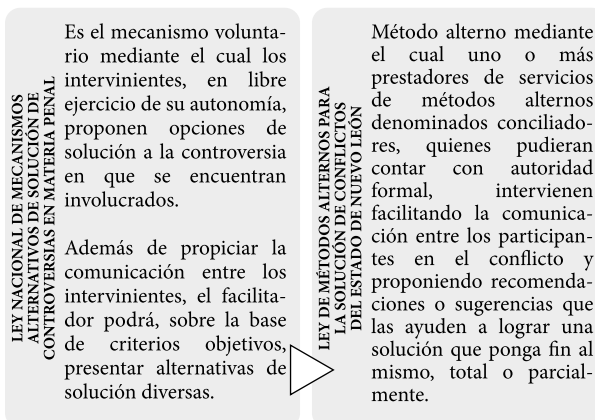 LEY NACIONAL DE MECANISMOS
ALTERNATIVOS DE SOLUCIÓN DE
CONTROVERSIAS EN MATERIA PENAL
Es el mecanismo volunta-
rio mediante el cual los
intervinientes, en libre
ejercicio de su autonomía,
proponen opciones de
solución a la controversia
en que se encuentran
involucrados.
Además de propiciar la
comunicación entre los
intervinientes, el facilita-
dor podrá, sobre la base
de criterios objetivos,
presentar alternativas de
solución diversas.
LEY DE MÉTODOS ALTERNOS PARA
LA SOLUCIÓN DE CONFLICTOS
DEL ESTADO DE NUEVO LEÓN
Método alterno mediante
el cual uno o más
prestadores de servicios
de métodos alternos
denominados conciliado-
res, quienes pudieran
contar con autoridad
formal, intervienen
facilitando la comunica-
ción entre los participan-
tes en el conflicto y
proponiendo recomenda-
ciones o sugerencias que
las ayuden a lograr una
solución que ponga fin al
mismo, total o parcial-
mente.